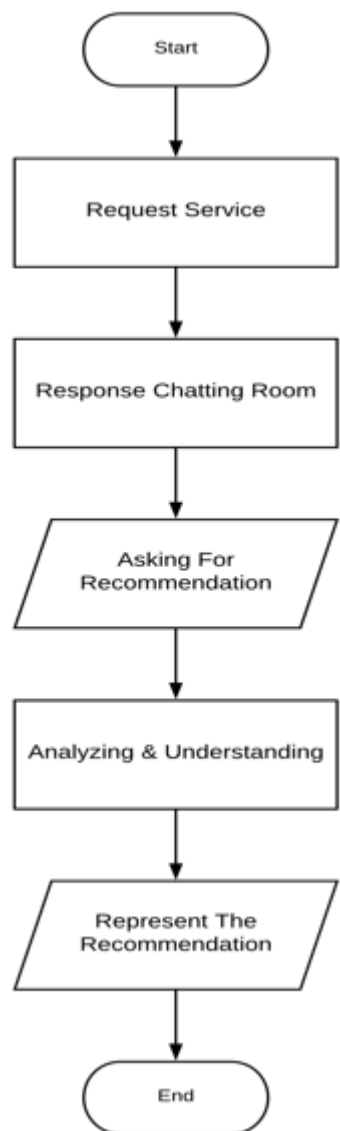 Start
Request Service
Response Chatting Room
Asking For
Recommendation
Analyzing & Understanding
Represent The
Recommendation
End